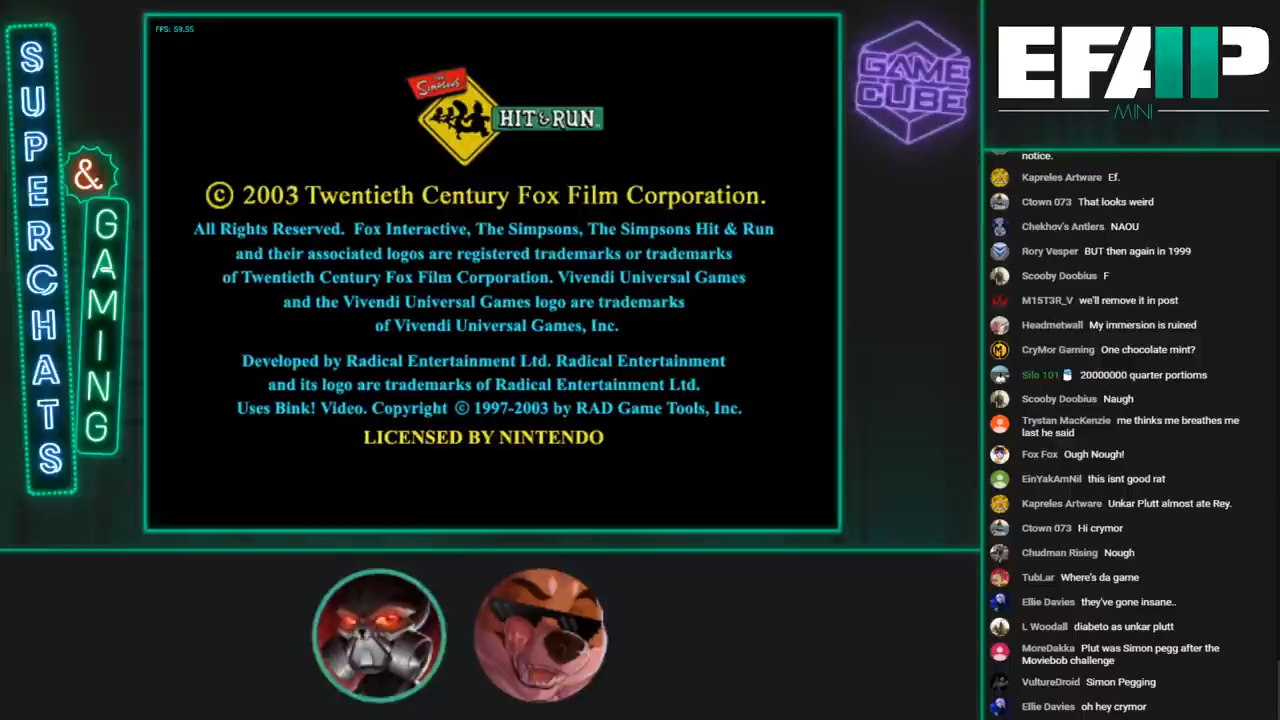 SUPERCHATS
&
GAMING
FPS: 59.55
The Simpsons
HIT & RUN
© 2003 Twentieth Century Fox Film Corporation.
All Rights Reserved. Fox Interactive, The Simpsons, The Simpsons Hit & Run
and their associated logos are registered trademarks or trademarks
of Twentieth Century Fox Film Corporation. Vivendi Universal Games
and the Vivendi Universal Games logo are trademarks
of Vivendi Universal Games, Inc.
Developed by Radical Entertainment Ltd. Radical Entertainment
and its logo are trademarks of Radical Entertainment Ltd.
Uses Bink! Video. Copyright © 1997-2003 by RAD Game Tools, Inc.
LICENSED BY NINTENDO
GAME
CUBE
EFAP
MINI
notice.
Kapreles Artware Ef.
Ctown 073 That looks weird
Chekhov's Antlers NAOU
Rory Vesper BUT then again in 1999
Scooby Doobius F
M15T3R_V we'll remove it in post
Headmetwall My immersion is ruined
CryMor Gaming One chocolate mint?
Silo 101 20000000 quarter portioms
Scooby Doobius Naugh
Trystan MacKenzie me thinks me breathes me
last he said
Fox Fox Ough Nough!
EinYakAmNil this isnt good rat
Kapreles Artware Unkar Plutt almost ate Rey.
Ctown 073 Hi crymor
Chudman Rising Nough
TubLar Where's da game
Ellie Davies they've gone insane..
L Woodall diabeto as unkar plutt
MoreDakka Plut was Simon pegg after the
Moviebob challenge
VultureDroid Simon Pegging
Ellie Davies oh hey crymor